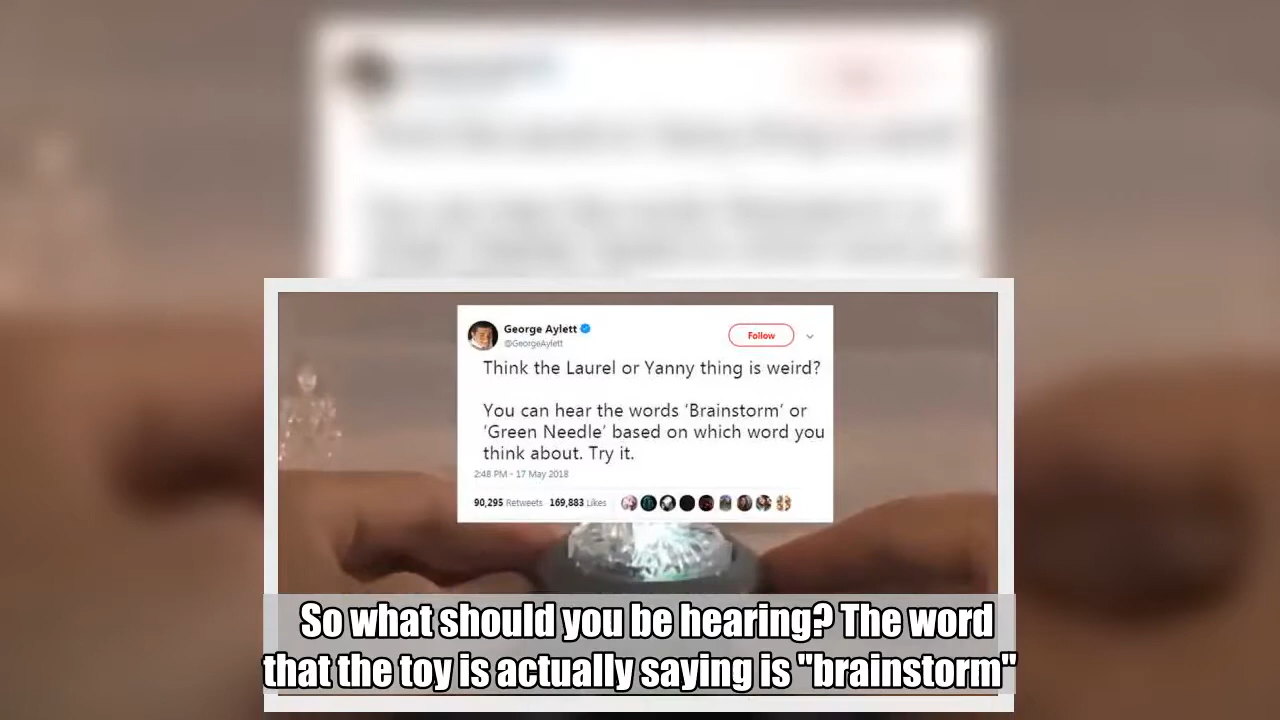 George Aylett
@GeorgeAylett
Follow
Think the Laurel or Yanny thing is weird?
You can hear the words ‘Brainstorm’ or
‘Green Needle’ based on which word you
think about. Try it.
2:48 PM - 17 May 2018
90,295 Retweets 169,883 Likes
So what should you be hearing? The word
that the toy is actually saying is "brainstorm"